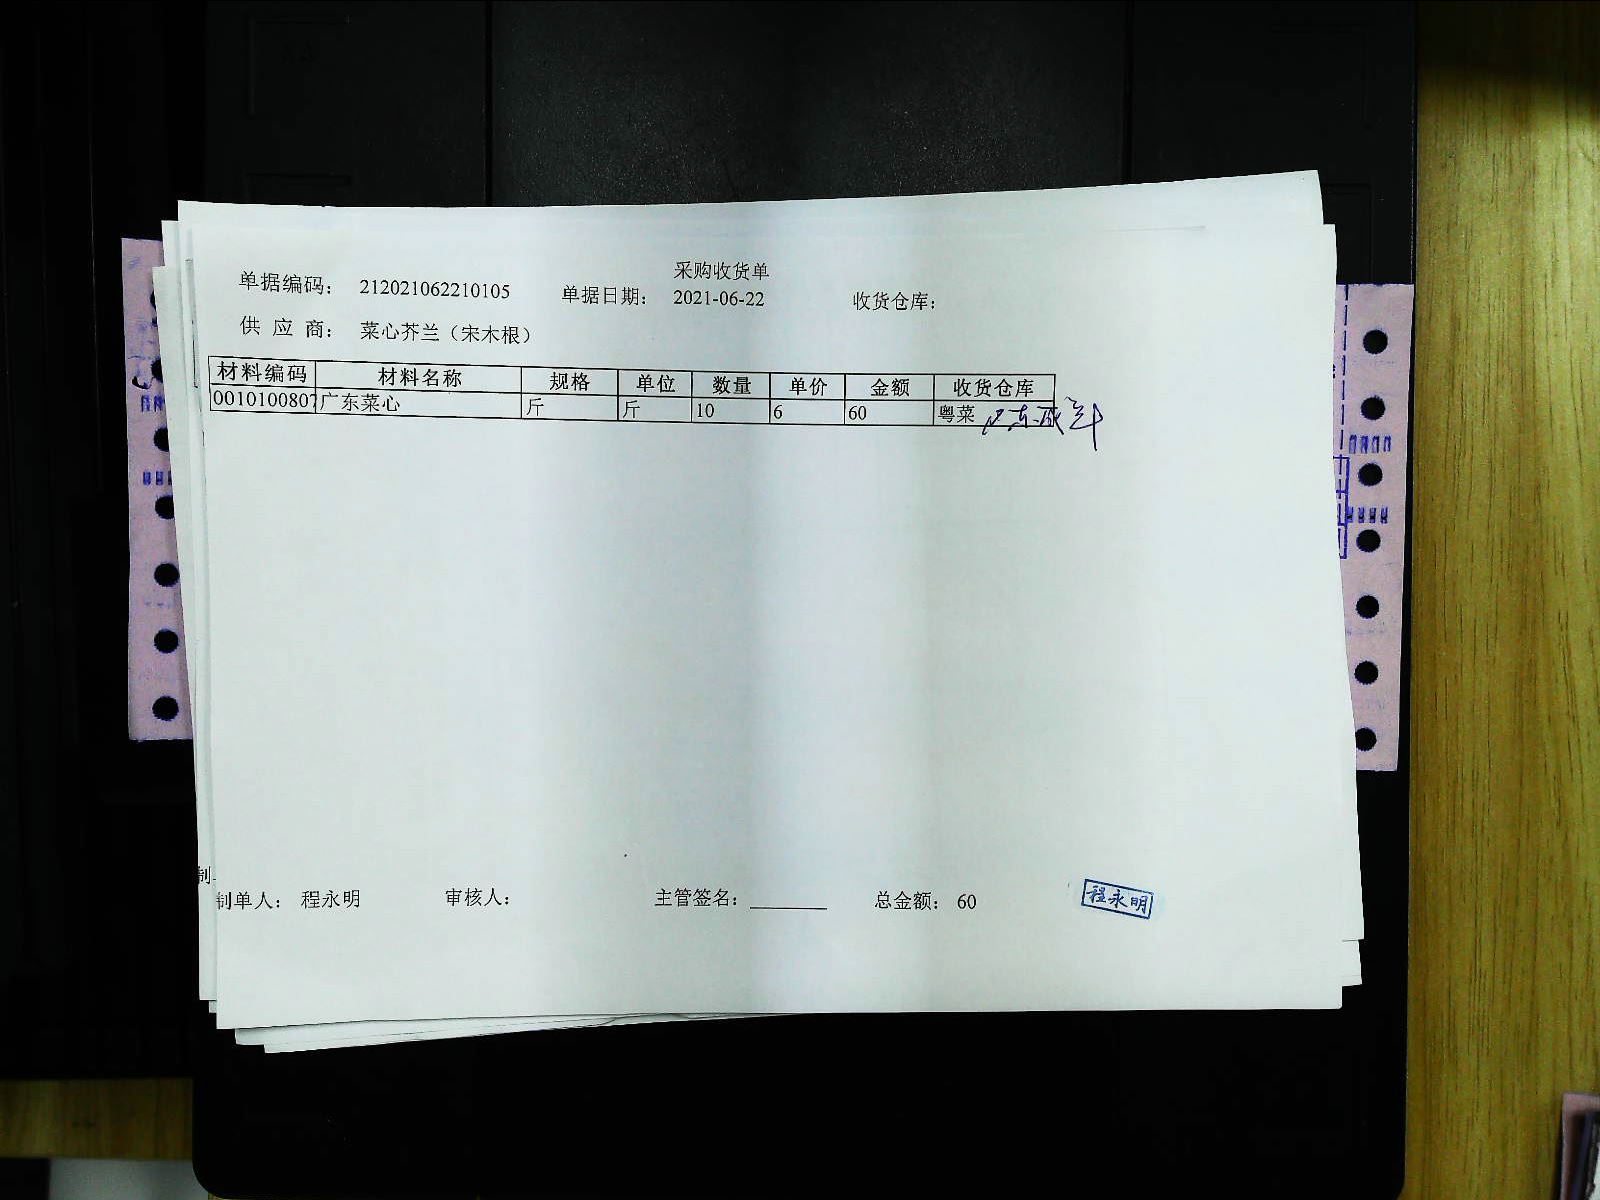 采购收货单
单据编码： 212021062210105 单据日期： 2021-06-22 收货仓库：
供 应 商： 菜心芥兰（宋木根）
材料编码 材料名称 规格 单位 数量 单价 金额 收货仓库
0010100807 广东菜心 斤 斤 10 6 60 粤菜
制单人： 程永明 审核人： 主管签名：________ 总金额： 60
程永明